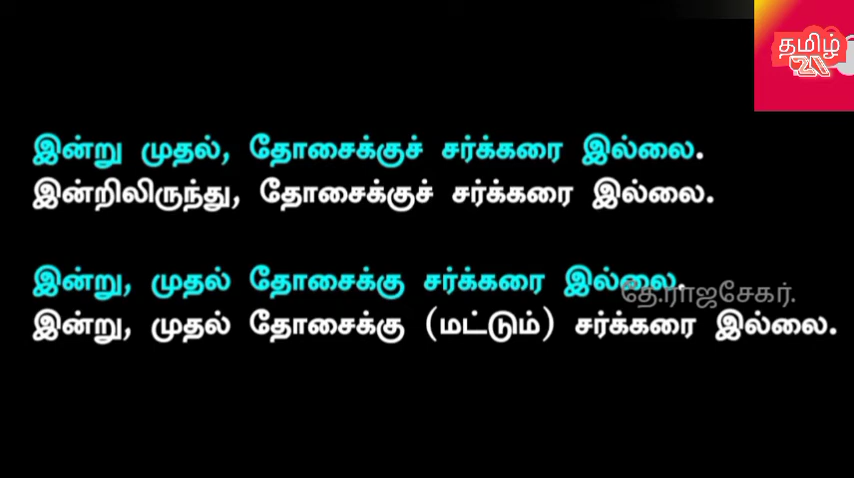 தமிழ்
இன்று முதல், தோசைக்குச் சர்க்கரை இல்லை.
இன்றிலிருந்து, தோசைக்குச் சர்க்கரை இல்லை.
இன்று, முதல் தோசைக்கு சர்க்கரை இல்லை.
தே.ராஜசேகர்.
இன்று, முதல் தோசைக்கு (மட்டும்) சர்க்கரை இல்லை.